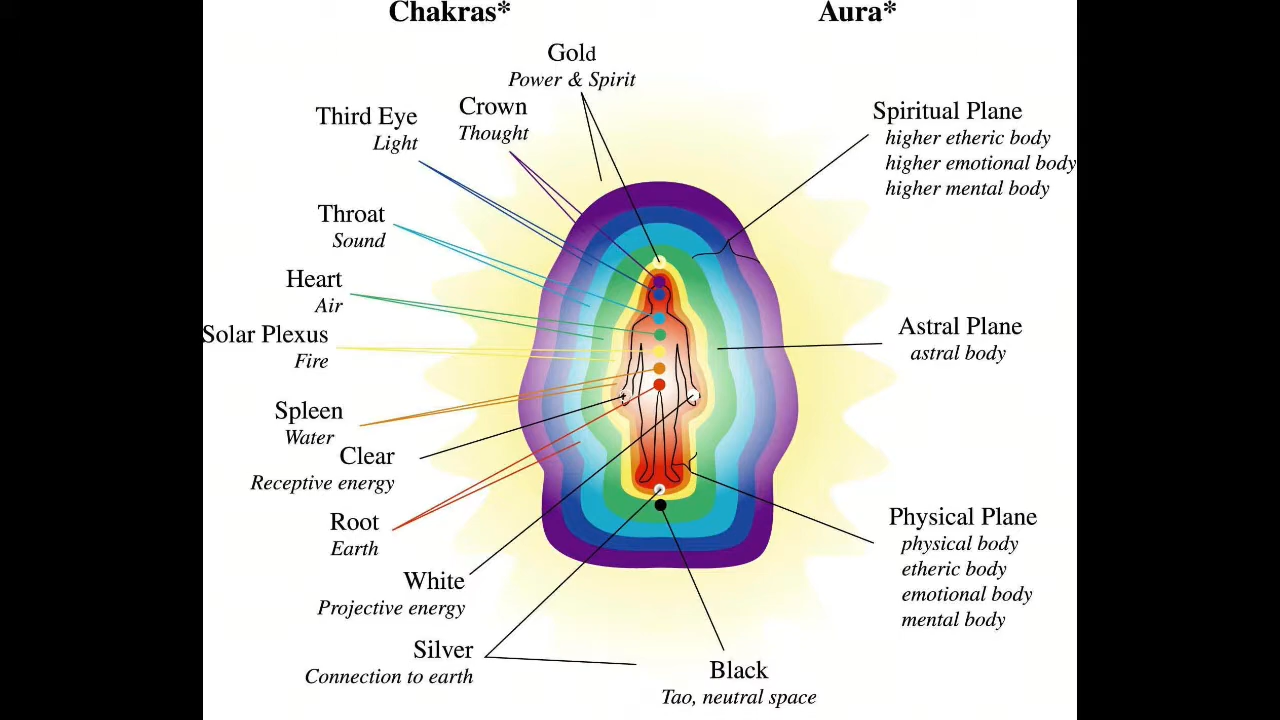 Chakras*
Aura*
Gold
Power & Spirit
Crown
Thought
Third Eye
Light
Throat
Sound
Heart
Air
Solar Plexus
Fire
Spleen
Water
Clear
Receptive energy
Root
Earth
White
Projective energy
Silver
Connection to earth
Black
Tao, neutral space
Spiritual Plane
higher etheric body
higher emotional body
higher mental body
Astral Plane
astral body
Physical Plane
physical body
etheric body
emotional body
mental body